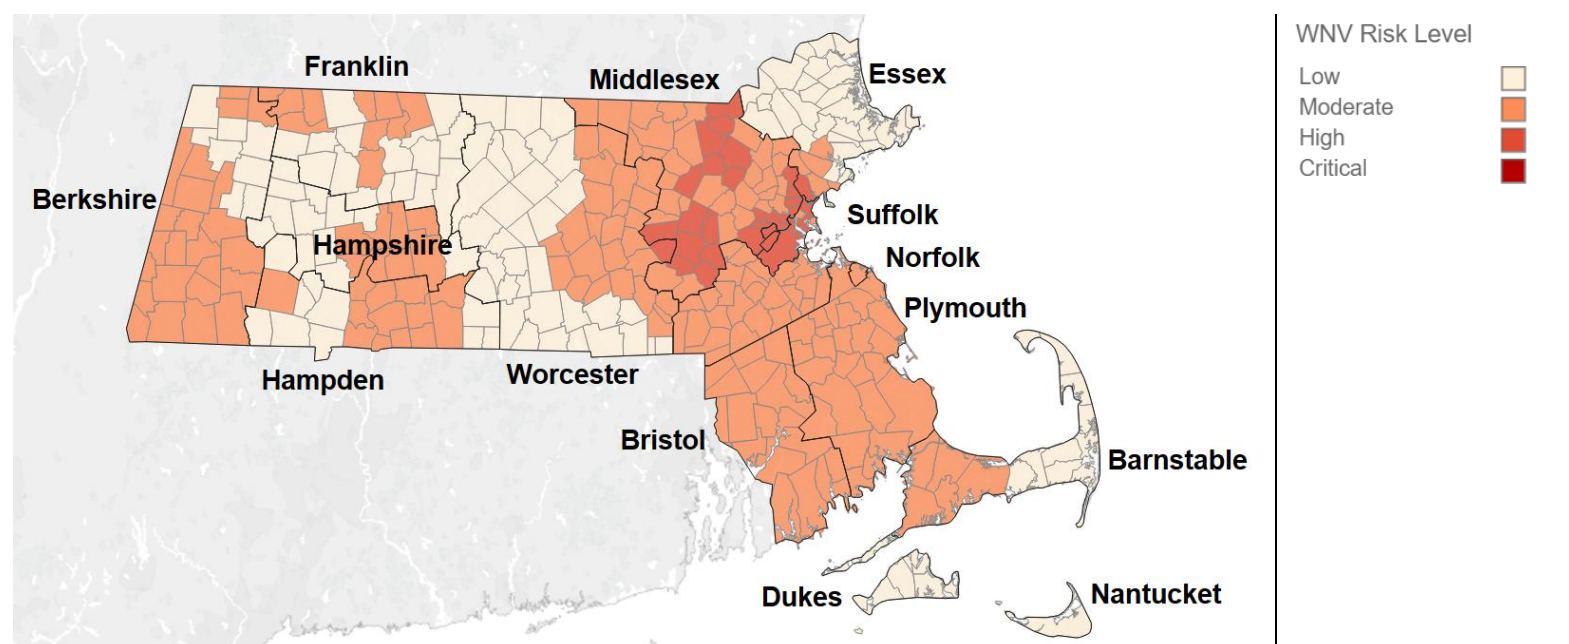 Franklin
Middlesex
Essex
Berkshire
Suffolk
Hampshire
Norfolk
Plymouth
Hampden
Worcester
Bristol
Barnstable
Dukes
Nantucket
WNV Risk Level
Low
Moderate
High
Critical